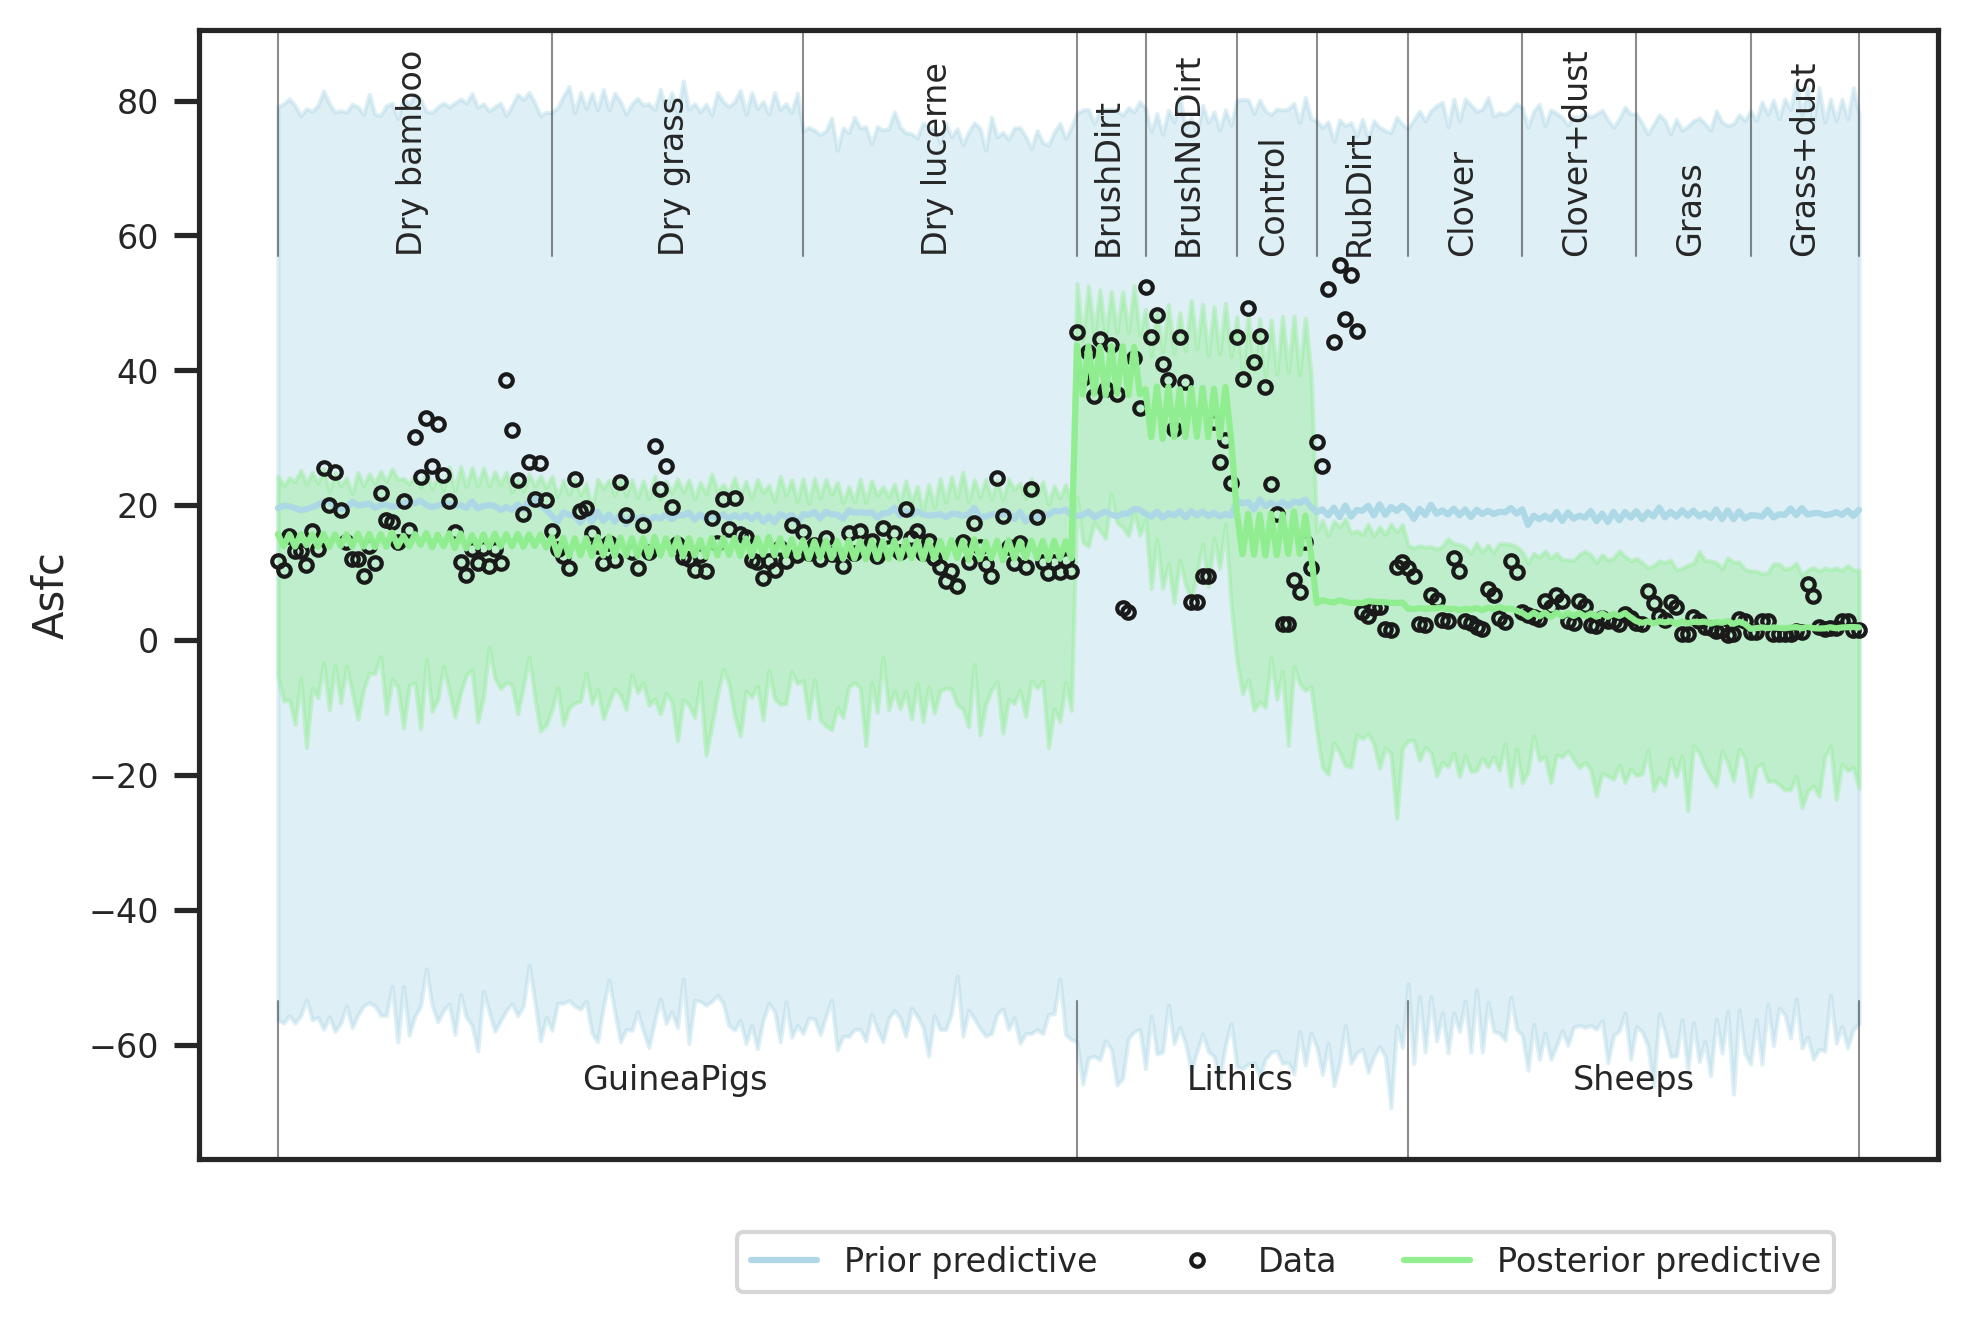 Dry bamboo
Dry grass
Dry lucerne
BrushDirt
BrushNoDirt
Control
RubDirt
Clover
Clover+dust
Grass
Grass+dust
80
60
40
20
0
−20
−40
−60
Asfc
GuineaPigs
Lithics
Sheeps
Prior predictive
Data
Posterior predictive